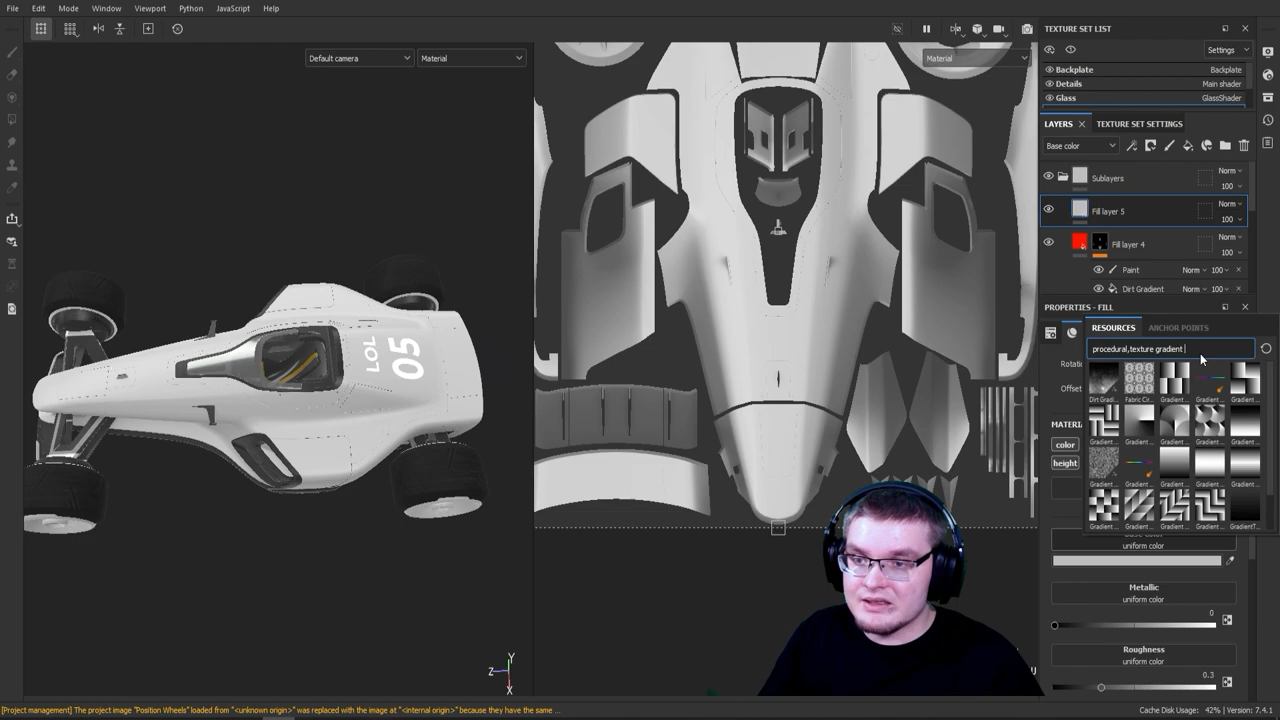 File Edit Mode Window Viewport Python JavaScript Help
Default camera
Material
Material
LOL
05
Z
Y
X
TEXTURE SET LIST
Settings
Backplate Backplate
Details Main shader
Glass GlassShader
LAYERS TEXTURE SET SETTINGS
Base color
Sublayers Norm 100
Fill layer 5 Norm 100
Fill layer 4 Norm 100
Paint Norm 100
Dirt Gradient Norm 100
PROPERTIES - FILL
RESOURCES ANCHOR POINTS
procedural,texture gradient
Rotati
Offset
Dirt Gradi... Fabric Cir... Gradient ... Gradient ... Gradient ...
MATERI
Gradient ... Gradient ... Gradient ... Gradient ... Gradient ...
color
height
Gradient ... Gradient ... Gradient ... Gradient ... Gradient ...
Gradient ... Gradient ... Gradient ... Gradient ... GradientT...
uniform color
Metallic
uniform color
0
Roughness
uniform color
0.3
[Project management] The project image "Position Wheels" loaded from "<unknown origin>" was replaced with the image at "<internal origin>" because they have the same ...
Cache Disk Usage: 42% | Version: 7.4.1